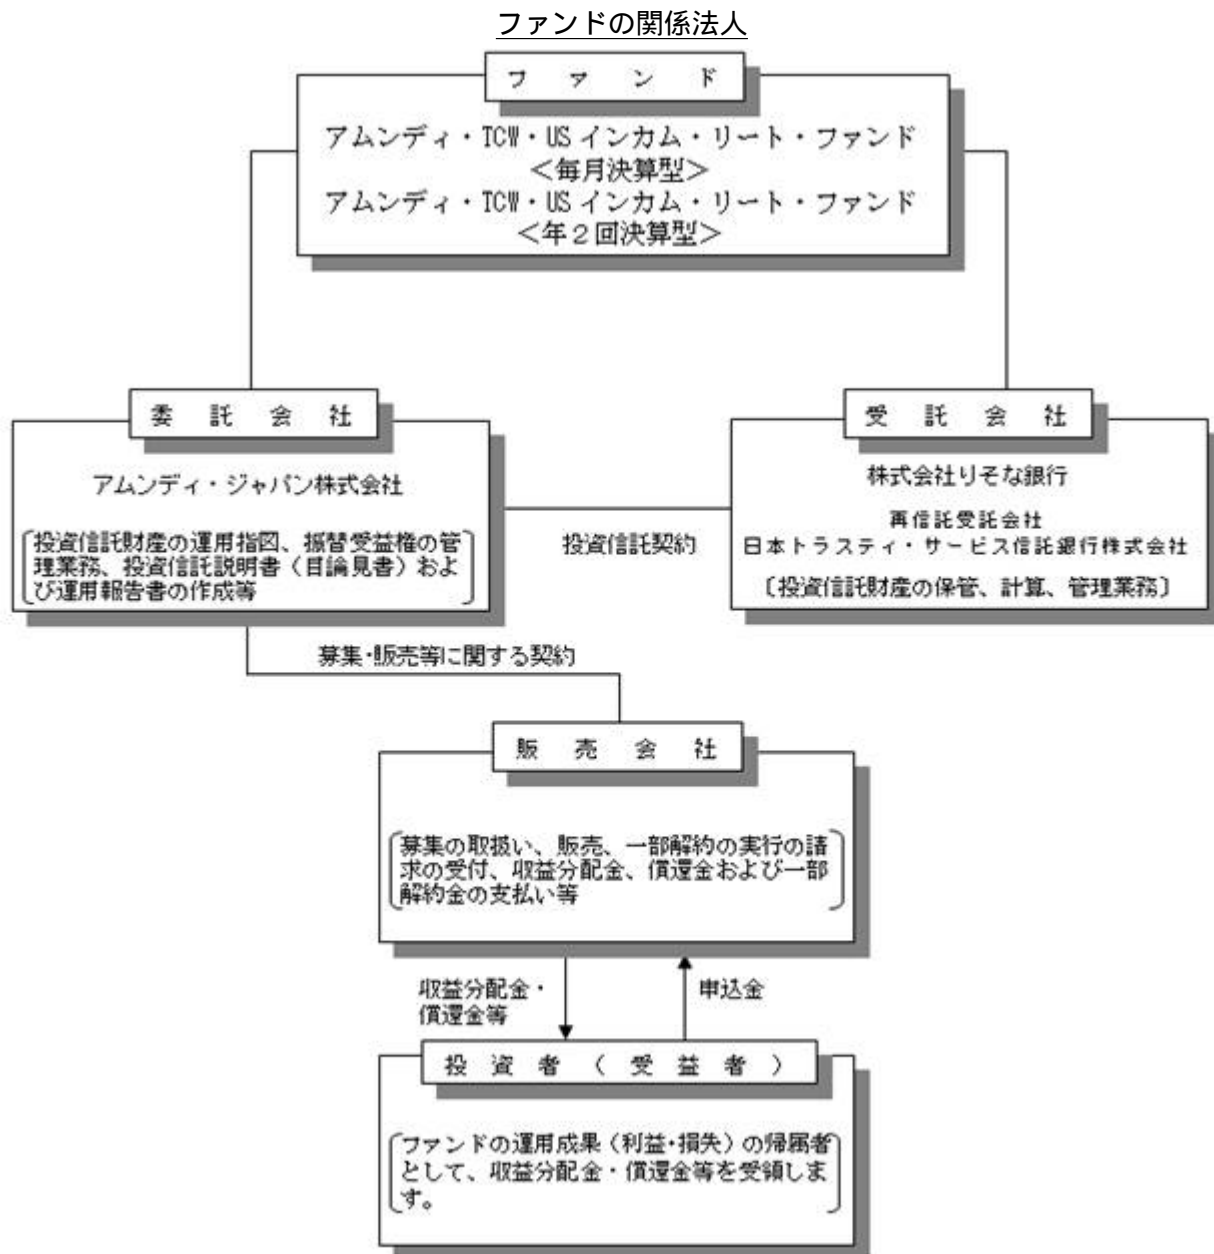 ファンドの関係法人
ファンド
アムンディ・TCW・USインカム・リート・ファンド
＜毎月決算型＞
アムンディ・TCW・USインカム・リート・ファンド
＜年２回決算型＞
委託会社
アムンディ・ジャパン株式会社
投資信託財産の運用指図、振替受益権の管
理業務、投資信託説明書（目論見書）およ
び運用報告書の作成等
投資信託契約
受託会社
株式会社りそな銀行
再信託受託会社
日本トラスティ・サービス信託銀行株式会社
〔投資信託財産の保管、計算、管理業務〕
募集・販売等に関する契約
販売会社
募集の取扱い、販売、一部解約の実行の請
求の受付、収益分配金、償還金および一部
解約金の支払い等
収益分配金・
償還金等
申込金
投資者（受益者）
ファンドの運用成果（利益・損失）の帰属者
として、収益分配金・償還金等を受領しま
す。